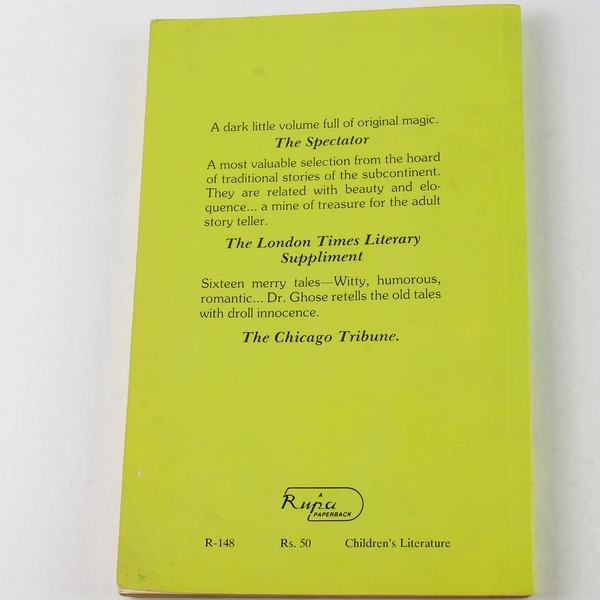 A dark little volume full of original magic.
The Spectator
A most valuable selection from the hoard
of traditional stories of the subcontinent.
They are related with beauty and elo-
quence... a mine of treasure for the adult
story teller.
The London Times Literary
Suppliment
Sixteen merry tales—Witty, humorous,
romantic... Dr. Ghose retells the old tales
with droll innocence.
The Chicago Tribune.
A
Rupa
PAPERBACK
R-148 Rs. 50 Children's Literature